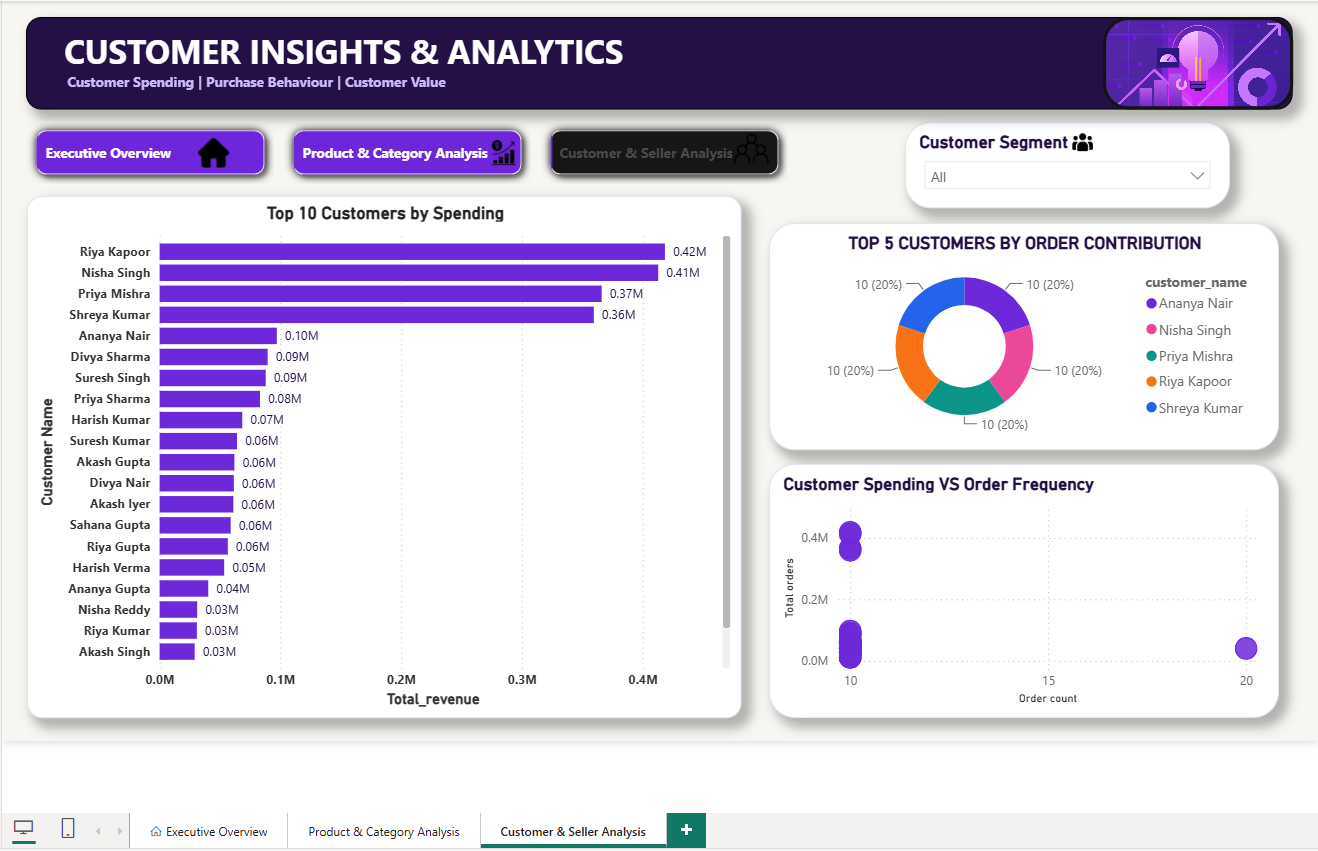 CUSTOMER INSIGHTS & ANALYTICS
Customer Spending | Purchase Behaviour | Customer Value
Executive Overview
Product & Category Analysis
Customer & Seller Analysis
Customer Segment
All
Top 10 Customers by Spending
Customer Name
Riya Kapoor 0.42M
Nisha Singh 0.41M
Priya Mishra 0.37M
Shreya Kumar 0.36M
Ananya Nair 0.10M
Divya Sharma 0.09M
Suresh Singh 0.09M
Priya Sharma 0.08M
Harish Kumar 0.07M
Suresh Kumar 0.06M
Akash Gupta 0.06M
Divya Nair 0.06M
Akash Iyer 0.06M
Sahana Gupta 0.06M
Riya Gupta 0.06M
Harish Verma 0.05M
Ananya Gupta 0.04M
Nisha Reddy 0.03M
Riya Kumar 0.03M
Akash Singh 0.03M
0.0M 0.1M 0.2M 0.3M 0.4M
Total_revenue
TOP 5 CUSTOMERS BY ORDER CONTRIBUTION
10 (20%) 10 (20%)
10 (20%) 10 (20%)
10 (20%)
customer_name
Ananya Nair
Nisha Singh
Priya Mishra
Riya Kapoor
Shreya Kumar
Customer Spending VS Order Frequency
Total orders
0.4M
0.2M
0.0M
10 15 20
Order count
Executive Overview
Product & Category Analysis
Customer & Seller Analysis
+